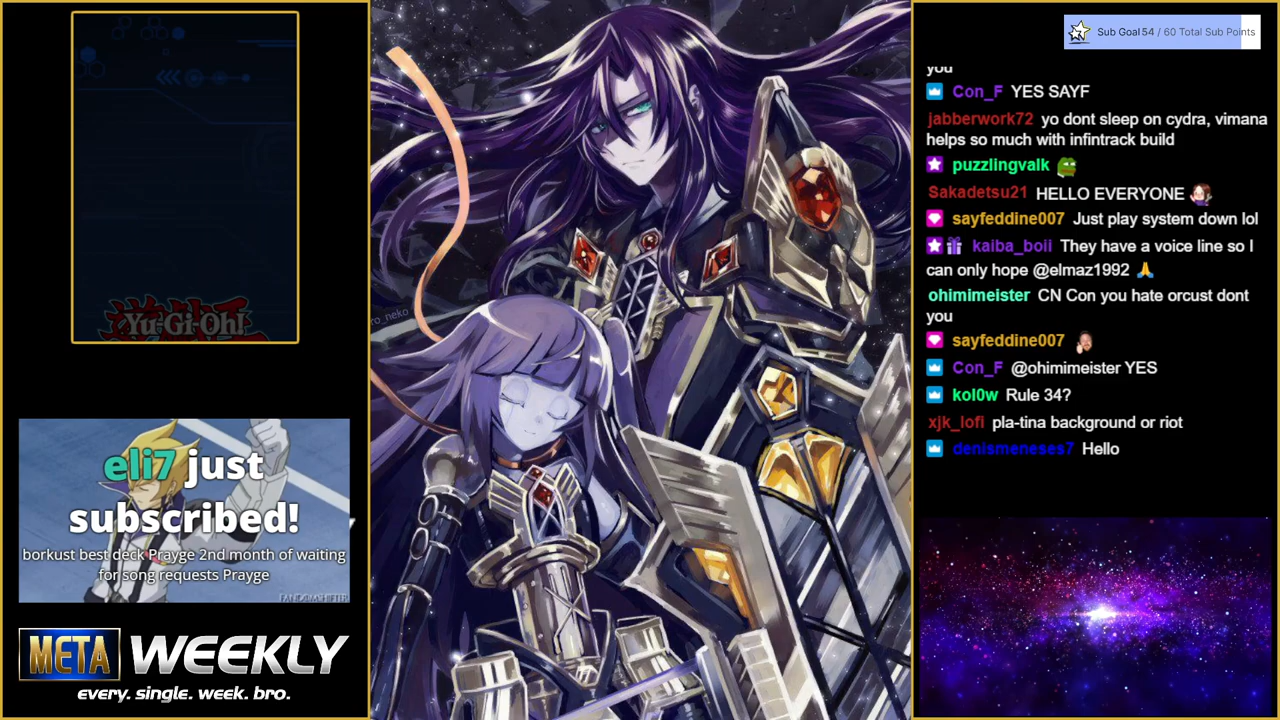 Yu-Gi-Oh!
eli7 just
subscribed!
borkust best deck Prayge 2nd month of waiting
for song requests Prayge
META WEEKLY
every. single. week. bro.
ro_neko
Sub Goal 54 / 60 Total Sub Points
you
Con_F YES SAYF
jabberwork72 yo dont sleep on cydra, vimana
helps so much with infintrack build
puzzlingvalk
Sakadetsu21 HELLO EVERYONE
sayfeddine007 Just play system down lol
kaiba_boii They have a voice line so I
can only hope @elmaz1992
ohimimeister CN Con you hate orcust dont
you
sayfeddine007
Con_F @ohimimeister YES
kol0w Rule 34?
xjk_lofi pla-tina background or riot
denismeneses7 Hello